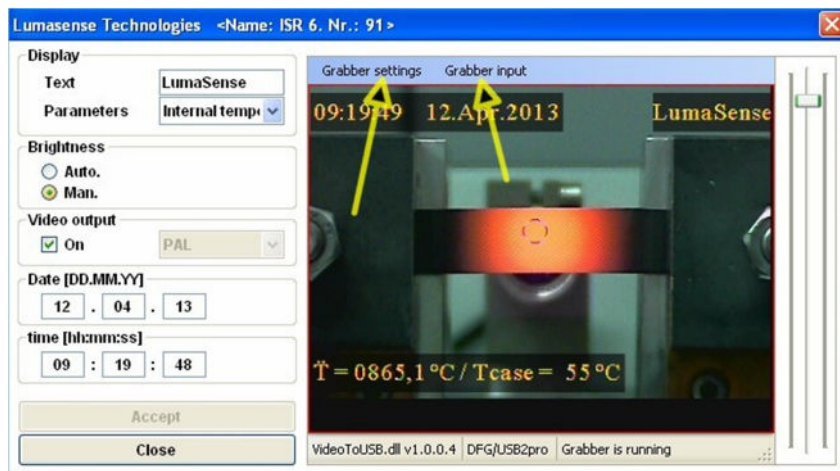 Lumasense Technologies <Name: ISR 6. Nr.: 91>
Display
Text LumaSense
Parameters Internal tempe
Brightness
Auto.
Man.
Video output
On PAL
Date [DD.MM.YY]
12 . 04 . 13
time [hh:mm:ss]
09 : 19 : 48
Accept
Close
Grabber settings Grabber input
09:19:49 12.Apr.2013 LumaSense
T̈ = 0865,1 °C / Tcase = 55 °C
VideoToUSB.dll v1.0.0.4 DFG/USB2pro Grabber is running